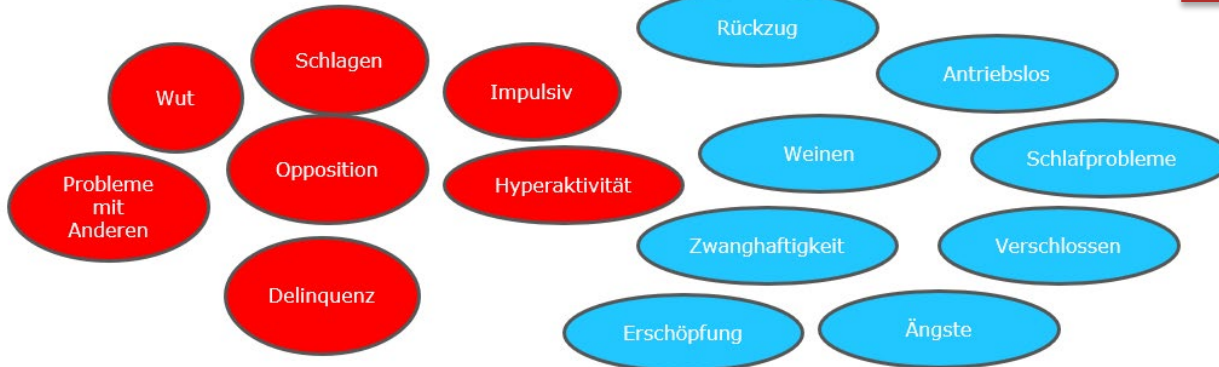 Wut
Schlagen
Impulsiv
Probleme
mit
Anderen
Opposition
Hyperaktivität
Delinquenz
Rückzug
Antriebslos
Weinen
Schlafprobleme
Zwanghaftigkeit
Verschlossen
Erschöpfung
Ängste